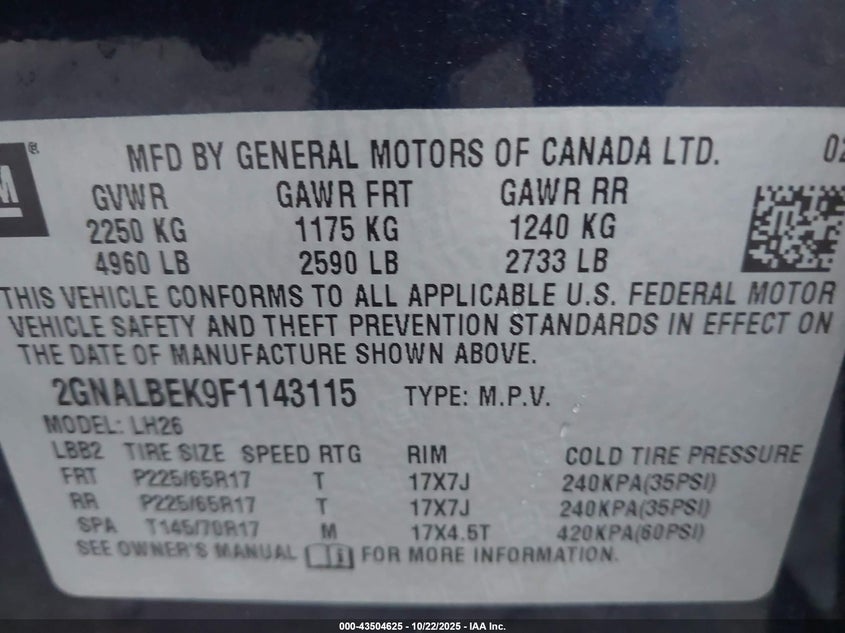 MFD BY GENERAL MOTORS OF CANADA LTD.
GVWR GAWR FRT GAWR RR
2250 KG 1175 KG 1240 KG
4960 LB 2590 LB 2733 LB
THIS VEHICLE CONFORMS TO ALL APPLICABLE U.S. FEDERAL MOTOR
VEHICLE SAFETY AND THEFT PREVENTION STANDARDS IN EFFECT ON
THE DATE OF MANUFACTURE SHOWN ABOVE.
2GNALBEK9F1143115 TYPE: M.P.V.
MODEL: LH26
LBB2 TIRE SIZE SPEED RTG RIM COLD TIRE PRESSURE
FRT P225/65R17 T 17X7J 240KPA(35PSI)
RR P225/65R17 T 17X7J 240KPA(35PSI)
SPA T145/70R17 M 17X4.5T 420KPA(60PSI)
SEE OWNER'S MANUAL FOR MORE INFORMATION.
000-43504625 - 10/22/2025 - IAA Inc.